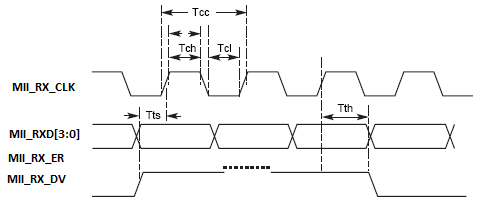 Tcc
Tch
Tcl
MII_RX_CLK
Tts
Tth
MII_RXD[3:0]
MII_RX_ER
MII_RX_DV